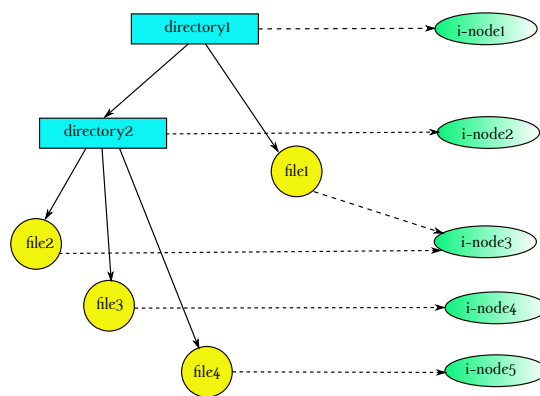 directory1
i-node1
directory2
i-node2
file1
file2
i-node3
file3
i-node4
file4
i-node5